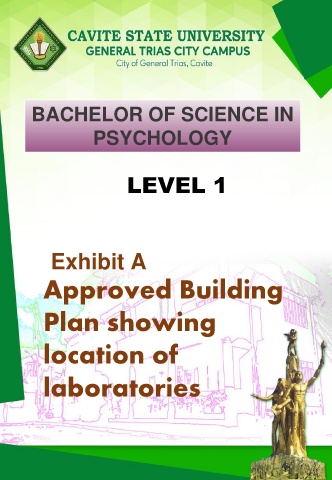 CAVITE STATE UNIVERSITY
GENERAL TRIAS CITY CAMPUS
City of General Trias, Cavite
BACHELOR OF SCIENCE IN
PSYCHOLOGY
LEVEL 1
Exhibit A
Approved Building
Plan showing
location of
laboratories